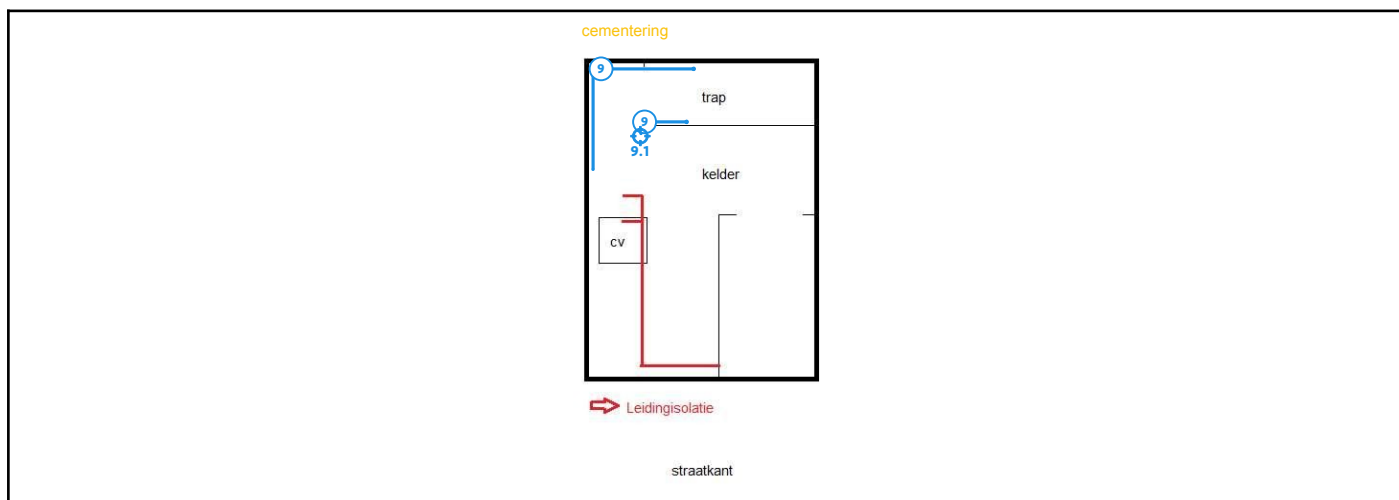 cementering
9
trap
9
9.1
kelder
cv
Leidingisolatie
straatkant